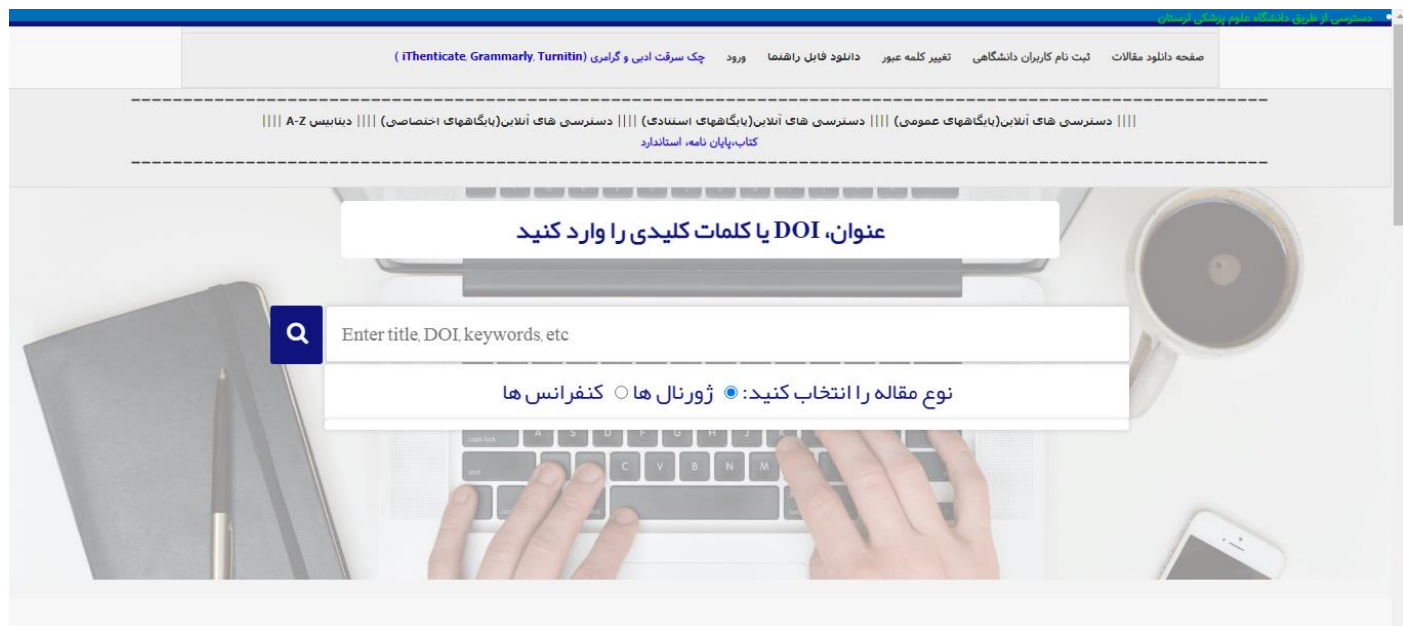 دسترسی از طریق دانشگاه علوم پزشکی لرستان
صفحه دانلود مقالات ثبت نام کاربران دانشگاهی تغییر کلمه عبور دانلود فایل راهنما ورود چک سرقت ادبی و گرامری (iThenticate, Grammarly, Turnitin )
|||| دسترسی های آنلاین(پایگاههای عمومی) |||| دسترسی های آنلاین(پایگاههای استنادی) |||| دسترسی های آنلاین(پایگاههای اختصاصی) |||| دیتابیس A-Z ||||
کتاب،پایان نامه، استاندارد
عنوان، DOI یا کلمات کلیدی را وارد کنید
Enter title, DOI, keywords, etc
نوع مقاله را انتخاب کنید: ژورنال ها کنفرانس ها
caps lock A S D F G H J K
shift C V B N M